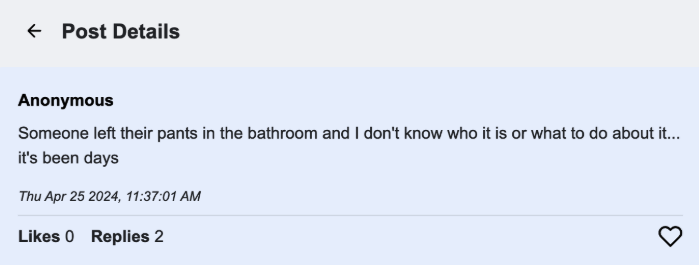 Post Details
Anonymous
Someone left their pants in the bathroom and I don't know who it is or what to do about it...
it's been days
Thu Apr 25 2024, 11:37:01 AM
Likes 0 Replies 2